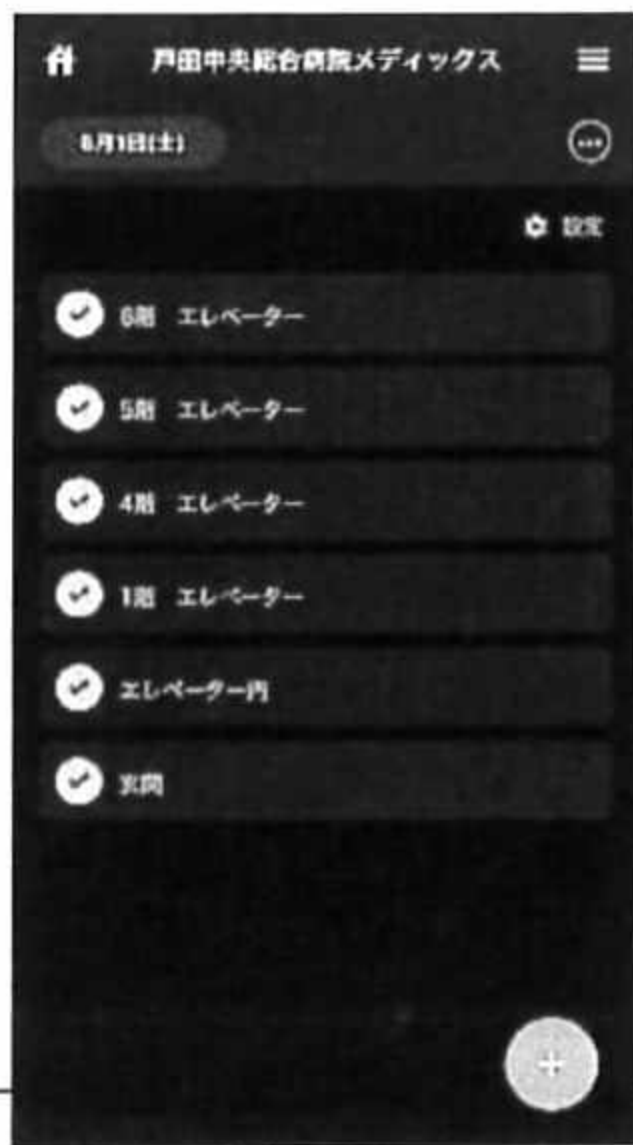 戸田中央総合病院メディックス
8月1日(土)
設定
6階 エレベーター
5階 エレベーター
4階 エレベーター
1階 エレベーター
エレベーター内
玄関